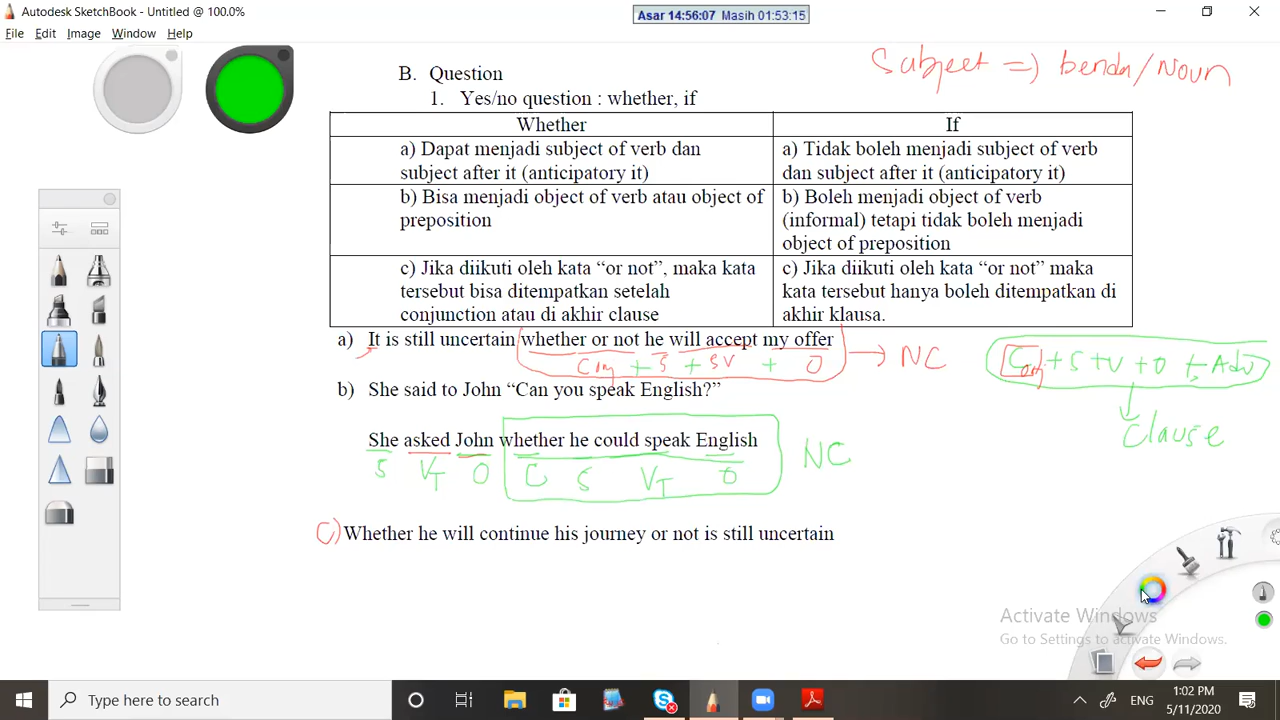 Autodesk SketchBook - Untitled @ 100.0%
Asar 14:56:07 Masih 01:53:15
File Edit Image Window Help
Subject => benda/Noun
B. Question
1. Yes/no question : whether, if
Whether
If
a) Dapat menjadi subject of verb dan
subject after it (anticipatory it)
a) Tidak boleh menjadi subject of verb
dan subject after it (anticipatory it)
b) Bisa menjadi object of verb atau object of
preposition
b) Boleh menjadi object of verb
(informal) tetapi tidak boleh menjadi
object of preposition
c) Jika diikuti oleh kata “or not”, maka kata
tersebut bisa ditempatkan setelah
conjunction atau di akhir clause
c) Jika diikuti oleh kata “or not” maka
kata tersebut hanya boleh ditempatkan di
akhir klausa.
a) It is still uncertain whether or not he will accept my offer
→ NC
+ S + V + O + Adv
b) She said to John “Can you speak English?”
Clause
She asked John whether he could speak English
NC
S VT O C S VT O
C) Whether he will continue his journey or not is still uncertain
Activate Windows
Go to Settings to activate Windows.
Type here to search
ENG
1:02 PM
5/11/2020